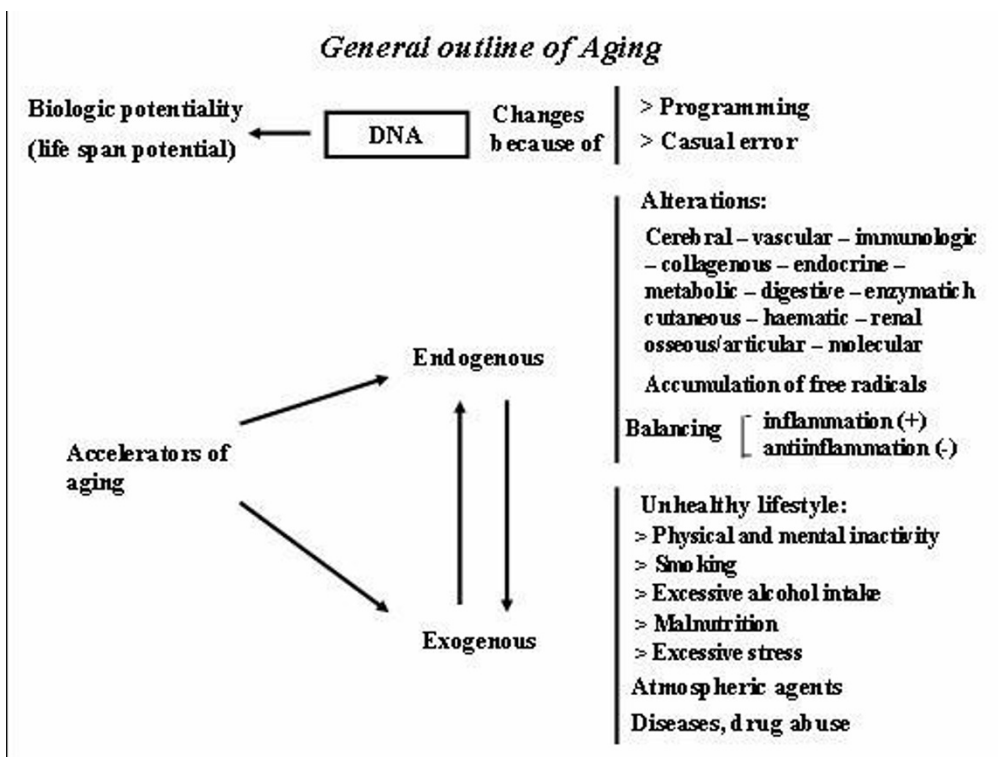 General outline of Aging
Biologic potentiality
(life span potential)
DNA
Changes
because of
> Programming
> Casual error
Alterations:
Cerebral – vascular – immunologic
– collagenous – endocrine –
metabolic – digestive – enzymatich
cutaneous – haematic – renal
osseous/articular – molecular
Accumulation of free radicals
Balancing
inflammation (+)
antiinflammation (-)
Endogenous
Accelerators of
aging
Exogenous
Unhealthy lifestyle:
> Physical and mental inactivity
> Smoking
> Excessive alcohol intake
> Malnutrition
> Excessive stress
Atmospheric agents
Diseases, drug abuse